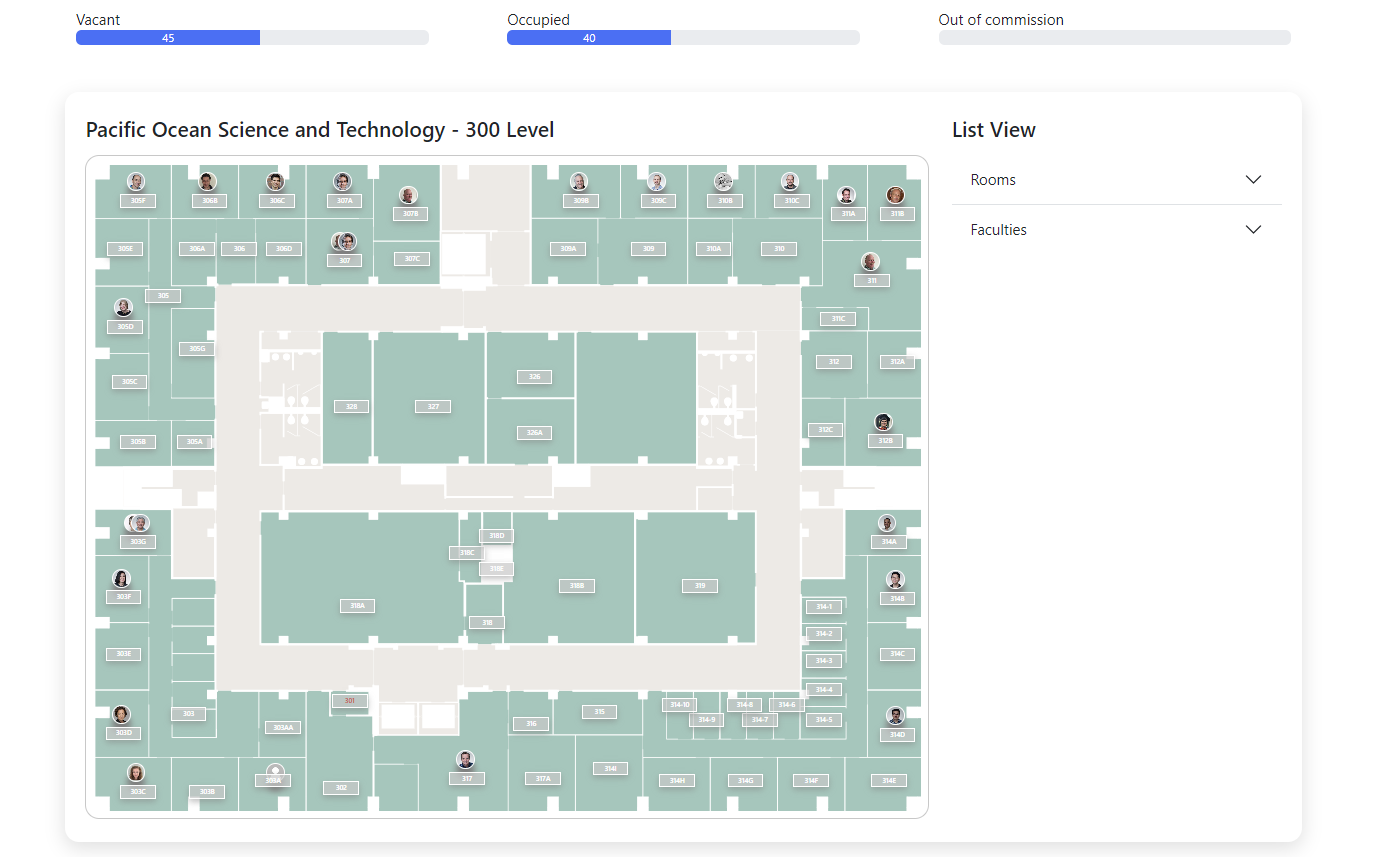 Vacant
Occupied
Out of commission
45
40
Pacific Ocean Science and Technology - 300 Level
List View
Rooms
Faculties
305F
306B
306C
307A
307B
309B
309C
310B
310C
311A
311B
305E
306A
306
306D
307
307C
309A
309
310A
310
311
305
305D
311C
305G
312
312A
305C
326
328
327
326A
312C
312B
305B
305A
303G
318D
318C
318E
314A
303F
318B
319
314B
318A
314-1
318
314-2
303E
314-3
314C
314-4
301
314-10
314-8
314-6
303
315
314-9
314-7
314-5
303D
303AA
316
314D
317
314I
303C
303B
303A
302
317A
314H
314G
314F
314E